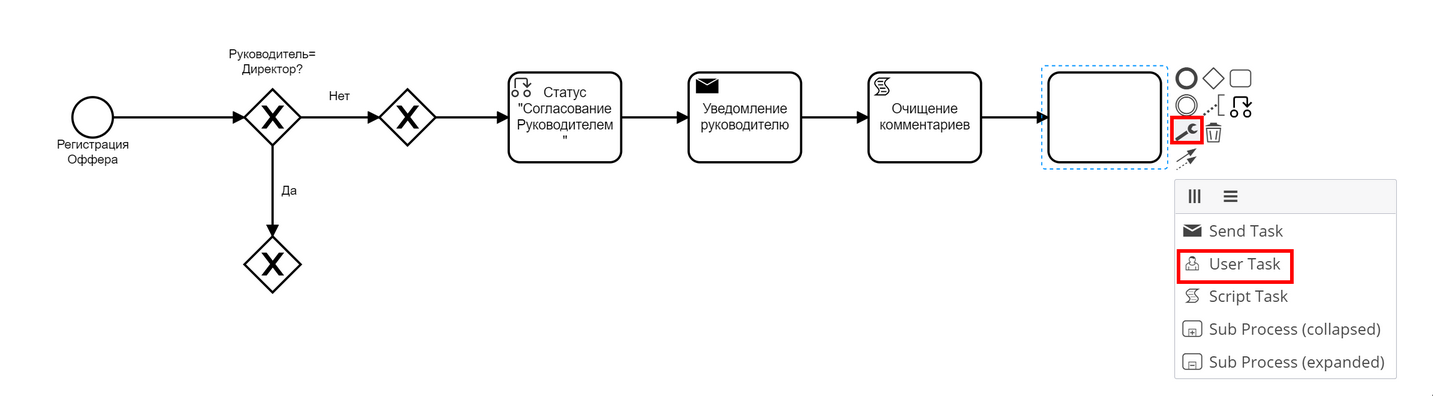 Руководитель=
Директор?
Нет
Регистрация
Оффера
Да
Статус
"Согласование
Руководителем
"
Уведомление
руководителю
Очищение
комментариев
Send Task
User Task
Script Task
Sub Process (collapsed)
Sub Process (expanded)